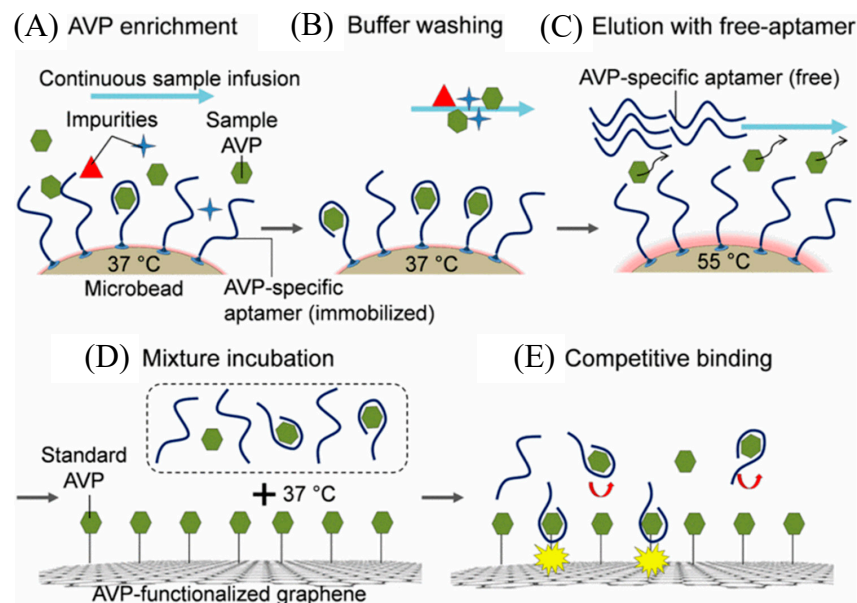 (A) AVP enrichment
(B) Buffer washing
(C) Elution with free-aptamer
Continuous sample infusion
Impurities
Sample
AVP
37 °C
Microbead
AVP-specific
aptamer (immobilized)
37 °C
AVP-specific aptamer (free)
55 °C
(D) Mixture incubation
(E) Competitive binding
Standard
AVP
+ 37 °C
AVP-functionalized graphene